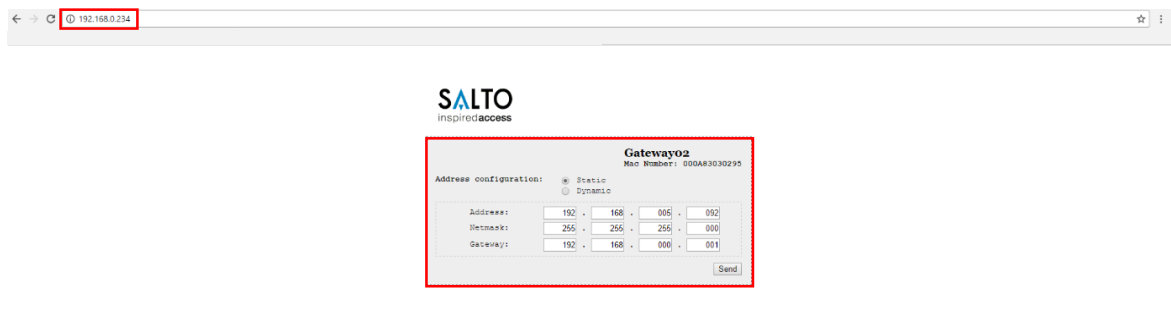 192.168.0.234
SALTO
inspiredaccess
Gateway02
Mac Number: 000A83030295
Address configuration: Static
Dynamic
Address: 192 . 168 . 005 . 092
Netmask: 255 . 255 . 255 . 000
Gateway: 192 . 168 . 000 . 001
Send